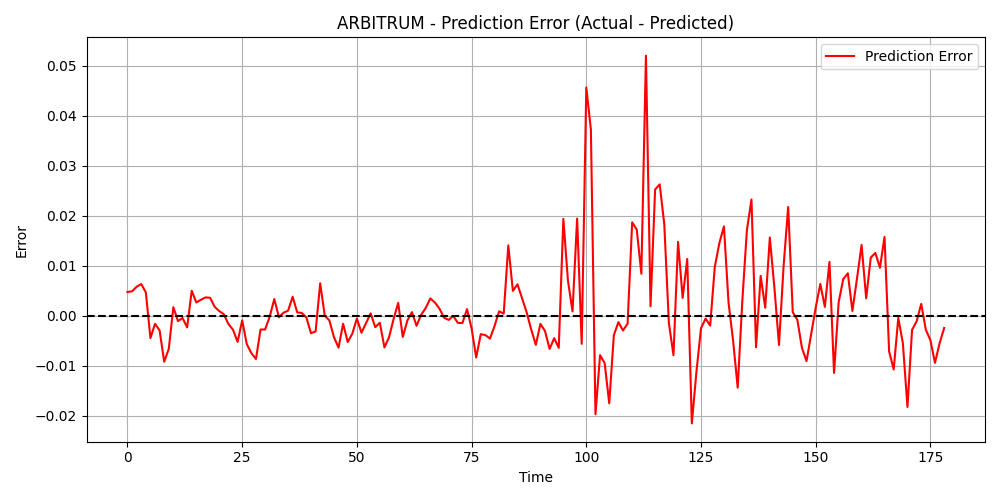 ARBITRUM - Prediction Error (Actual - Predicted)
Prediction Error
0.05
0.04
0.03
0.02
0.01
0.00
−0.01
−0.02
Error
0 25 50 75 100 125 150 175
Time